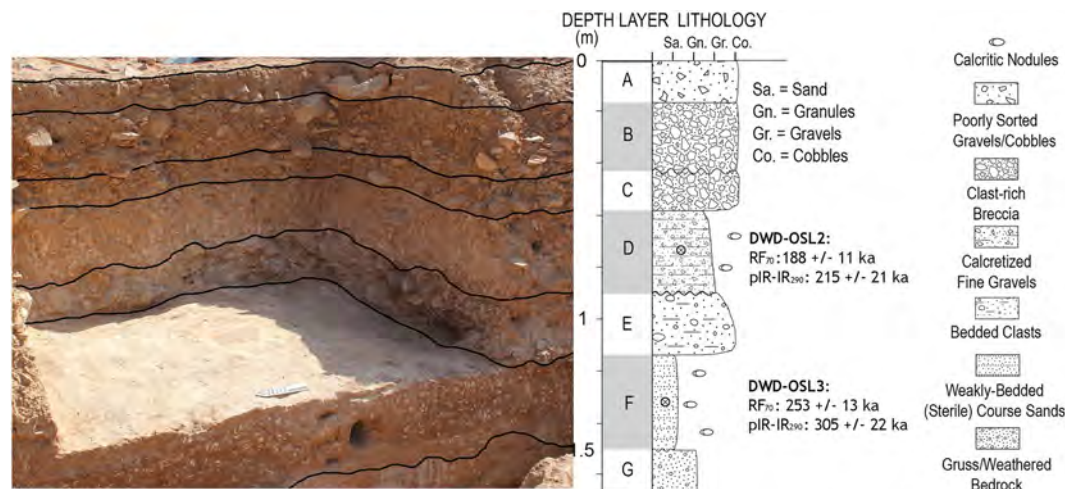 DEPTH LAYER LITHOLOGY
(m)
Sa. Gn. Gr. Co.
0
A
B
C
D
1
E
F
1.5
G
Sa. = Sand
Gn. = Granules
Gr. = Gravels
Co. = Cobbles
DWD-OSL2:
RF70:188 +/- 11 ka
pIR-IR290: 215 +/- 21 ka
DWD-OSL3:
RF70: 253 +/- 13 ka
pIR-IR290: 305 +/- 22 ka
Calcritic Nodules
Poorly Sorted
Gravels/Cobbles
Clast-rich
Breccia
Calcretized
Fine Gravels
Bedded Clasts
Weakly-Bedded
(Sterile) Course Sands
Gruss/Weathered
Bedrock